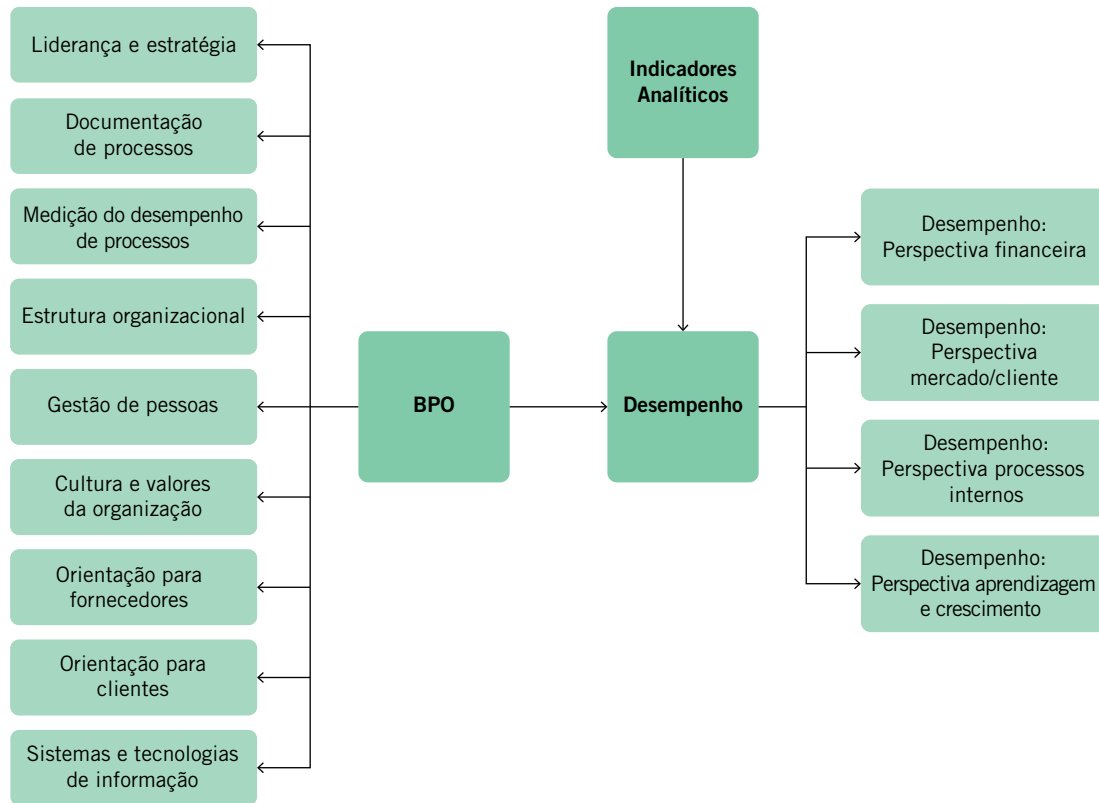 Liderança e estratégia
Documentação
de processos
Medição do desempenho
de processos
Estrutura organizacional
Gestão de pessoas
Cultura e valores
da organização
Orientação para
fornecedores
Orientação para
clientes
Sistemas e tecnologias
de informação
BPO
Indicadores
Analíticos
Desempenho
Desempenho:
Perspectiva financeira
Desempenho:
Perspectiva
mercado/cliente
Desempenho:
Perspectiva processos
internos
Desempenho:
Perspectiva aprendizagem
e crescimento